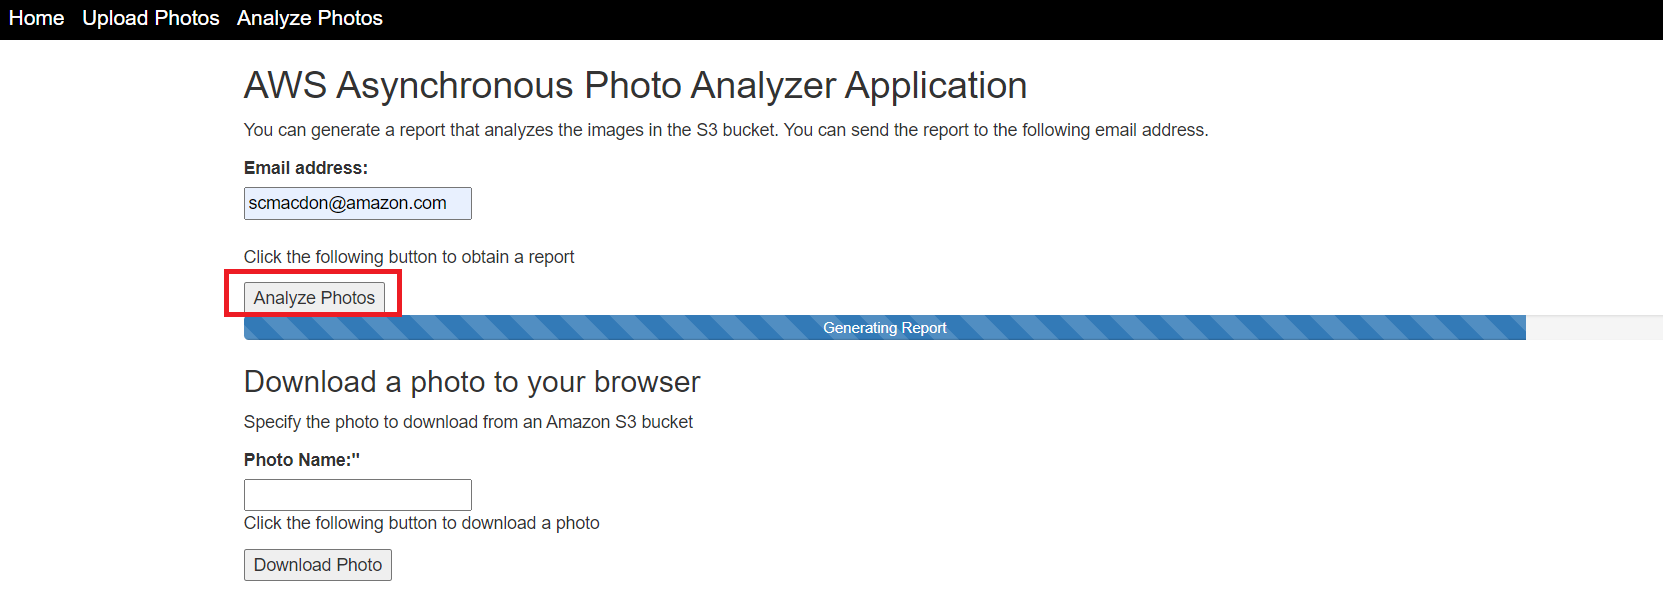 Home Upload Photos Analyze Photos
AWS Asynchronous Photo Analyzer Application
You can generate a report that analyzes the images in the S3 bucket. You can send the report to the following email address.
Email address:
scmacdon@amazon.com
Click the following button to obtain a report
Analyze Photos
Generating Report
Download a photo to your browser
Specify the photo to download from an Amazon S3 bucket
Photo Name:"
Click the following button to download a photo
Download Photo